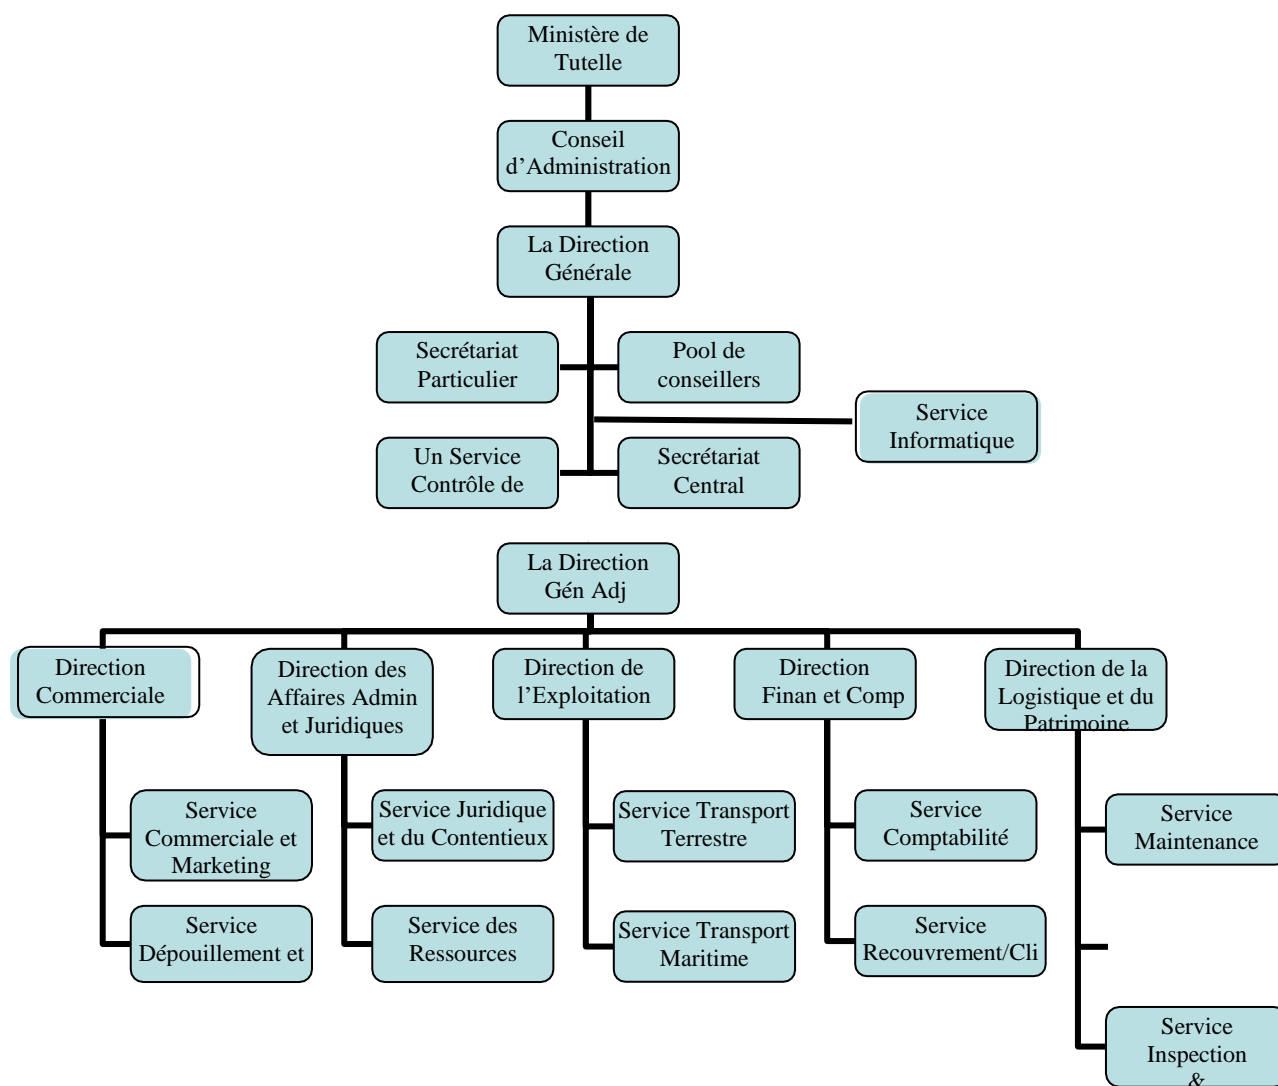 Ministère de
Tutelle
Conseil
d’Administration
La Direction
Générale
Secrétariat
Particulier
Pool de
conseillers
Service
Informatique
Un Service
Contrôle de
Secrétariat
Central
La Direction
Gén Adj
Direction
Commerciale
Direction des
Affaires Admin
et Juridiques
Direction de
l’Exploitation
Direction
Finan et Comp
Direction de la
Logistique et du
Patrimoine
Service
Commerciale et
Marketing
Service Juridique
et du Contentieux
Service Transport
Terrestre
Service
Comptabilité
Service
Maintenance
Service
Dépouillement et
Service des
Ressources
Service Transport
Maritime
Service
Recouvrement/Cli
Service
Inspection
&